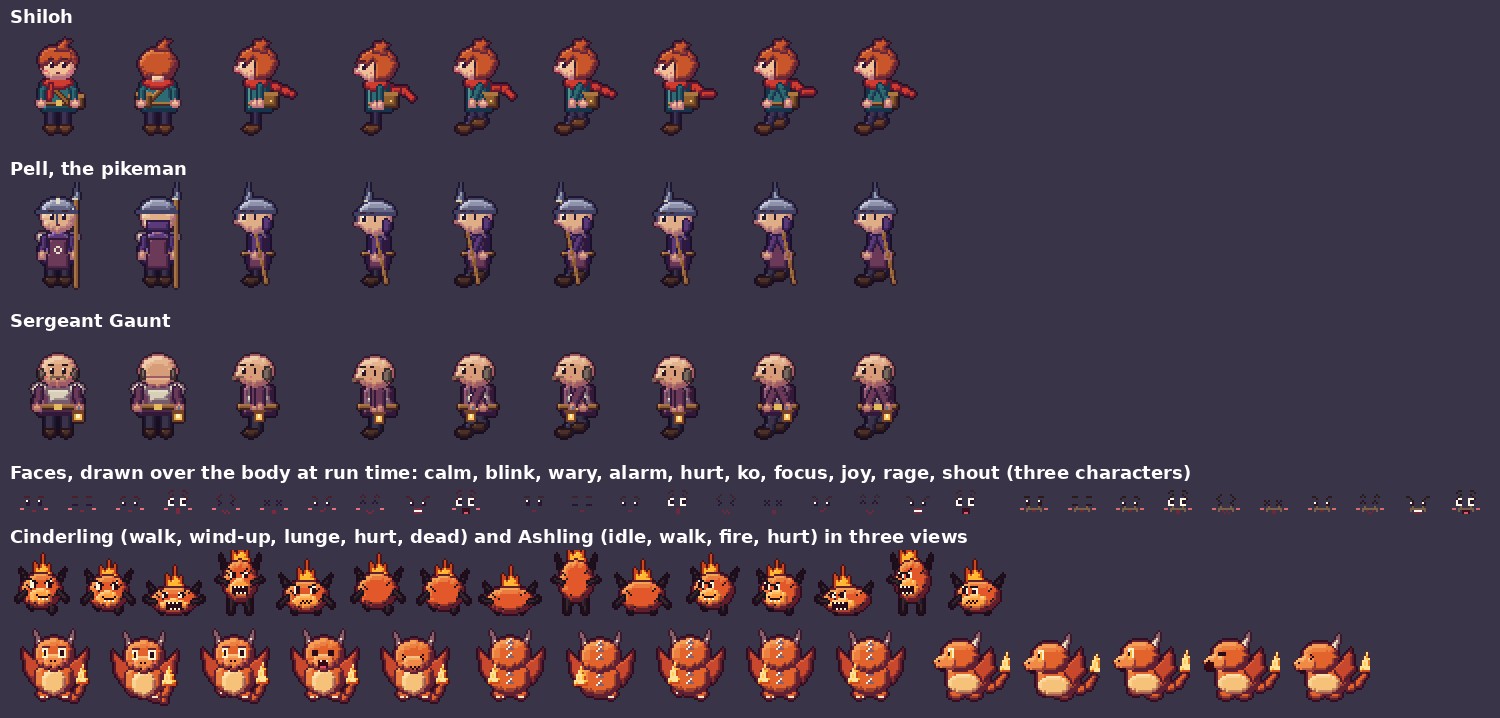 Shiloh
Pell, the pikeman
Sergeant Gaunt
Faces, drawn over the body at run time: calm, blink, wary, alarm, hurt, ko, focus, joy, rage, shout (three characters)
Cinderling (walk, wind-up, lunge, hurt, dead) and Ashling (idle, walk, fire, hurt) in three views